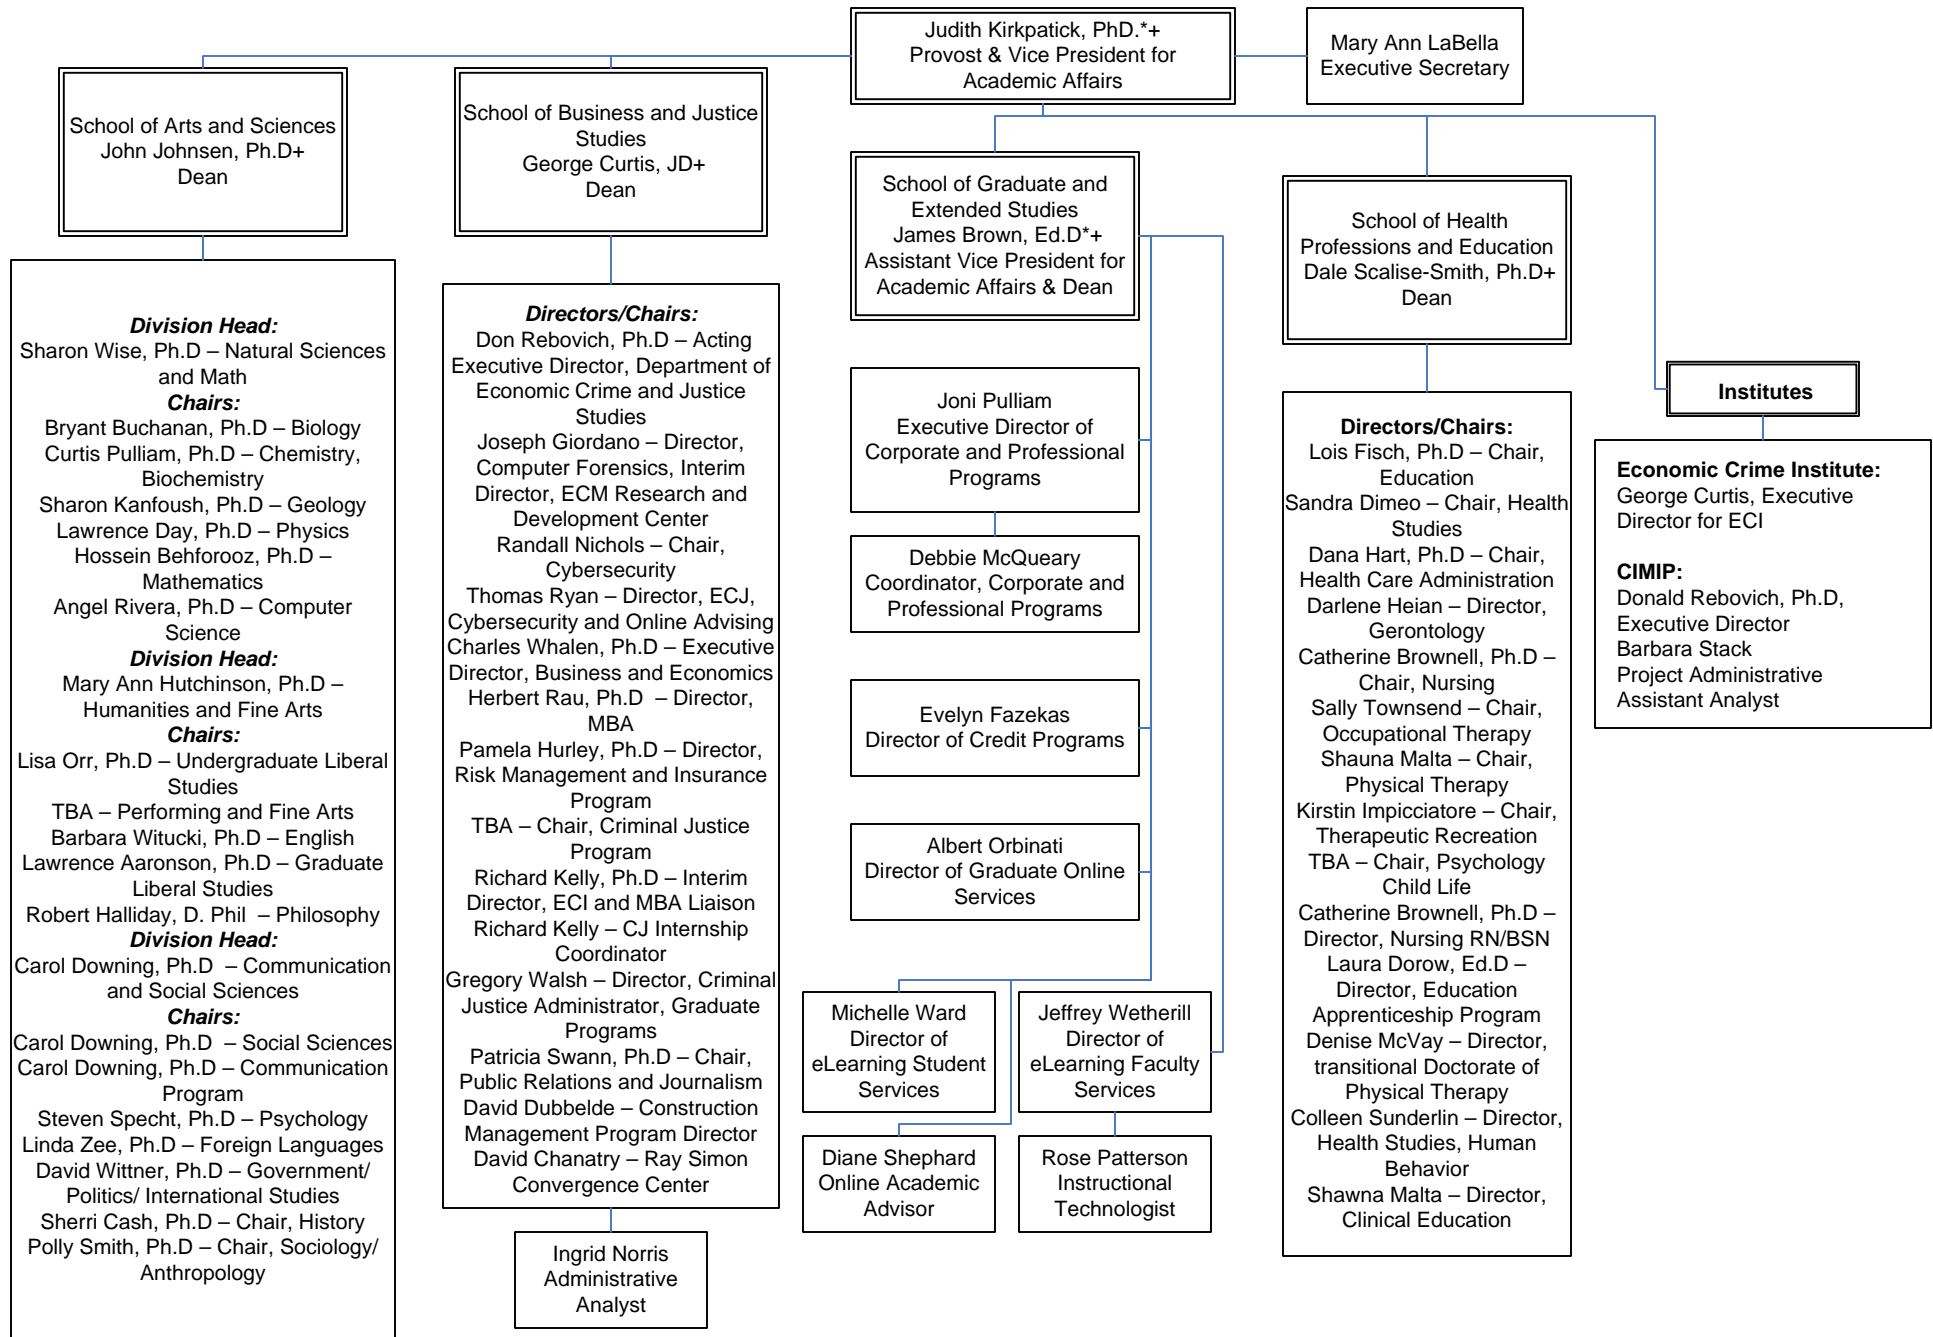 Judith Kirkpatick, PhD.*+
Provost & Vice President for
Academic Affairs
Mary Ann LaBella
Executive Secretary
School of Arts and Sciences
John Johnsen, Ph.D+
Dean
School of Business and Justice
Studies
George Curtis, JD+
Dean
School of Graduate and
Extended Studies
James Brown, Ed.D*+
Assistant Vice President for
Academic Affairs & Dean
School of Health
Professions and Education
Dale Scalise-Smith, Ph.D+
Dean
Division Head:
Sharon Wise, Ph.D – Natural Sciences
and Math
Chairs:
Bryant Buchanan, Ph.D – Biology
Curtis Pulliam, Ph.D – Chemistry,
Biochemistry
Sharon Kanfoush, Ph.D – Geology
Lawrence Day, Ph.D – Physics
Hossein Behforooz, Ph.D –
Mathematics
Angel Rivera, Ph.D – Computer
Science
Division Head:
Mary Ann Hutchinson, Ph.D –
Humanities and Fine Arts
Chairs:
Lisa Orr, Ph.D – Undergraduate Liberal
Studies
TBA – Performing and Fine Arts
Barbara Witucki, Ph.D – English
Lawrence Aaronson, Ph.D – Graduate
Liberal Studies
Robert Halliday, D. Phil – Philosophy
Division Head:
Carol Downing, Ph.D – Communication
and Social Sciences
Chairs:
Carol Downing, Ph.D – Social Sciences
Carol Downing, Ph.D – Communication
Program
Steven Specht, Ph.D – Psychology
Linda Zee, Ph.D – Foreign Languages
David Wittner, Ph.D – Government/
Politics/ International Studies
Sherri Cash, Ph.D – Chair, History
Polly Smith, Ph.D – Chair, Sociology/
Anthropology
Directors/Chairs:
Don Rebovich, Ph.D – Acting
Executive Director, Department of
Economic Crime and Justice
Studies
Joseph Giordano – Director,
Computer Forensics, Interim
Director, ECM Research and
Development Center
Randall Nichols – Chair,
Cybersecurity
Thomas Ryan – Director, ECJ,
Cybersecurity and Online Advising
Charles Whalen, Ph.D – Executive
Director, Business and Economics
Herbert Rau, Ph.D – Director,
MBA
Pamela Hurley, Ph.D – Director,
Risk Management and Insurance
Program
TBA – Chair, Criminal Justice
Program
Richard Kelly, Ph.D – Interim
Director, ECI and MBA Liaison
Richard Kelly – CJ Internship
Coordinator
Gregory Walsh – Director, Criminal
Justice Administrator, Graduate
Programs
Patricia Swann, Ph.D – Chair,
Public Relations and Journalism
David Dubbelde – Construction
Management Program Director
David Chanatry – Ray Simon
Convergence Center
Ingrid Norris
Administrative
Analyst
Joni Pulliam
Executive Director of
Corporate and Professional
Programs
Debbie McQueary
Coordinator, Corporate and
Professional Programs
Evelyn Fazekas
Director of Credit Programs
Albert Orbinati
Director of Graduate Online
Services
Michelle Ward
Director of
eLearning Student
Services
Jeffrey Wetherill
Director of
eLearning Faculty
Services
Diane Shephard
Online Academic
Advisor
Rose Patterson
Instructional
Technologist
Directors/Chairs:
Lois Fisch, Ph.D – Chair,
Education
Sandra Dimeo – Chair, Health
Studies
Dana Hart, Ph.D – Chair,
Health Care Administration
Darlene Heian – Director,
Gerontology
Catherine Brownell, Ph.D –
Chair, Nursing
Sally Townsend – Chair,
Occupational Therapy
Shauna Malta – Chair,
Physical Therapy
Kirstin Impicciatore – Chair,
Therapeutic Recreation
TBA – Chair, Psychology
Child Life
Catherine Brownell, Ph.D –
Director, Nursing RN/BSN
Laura Dorow, Ed.D –
Director, Education
Apprenticeship Program
Denise McVay – Director,
transitional Doctorate of
Physical Therapy
Colleen Sunderlin – Director,
Health Studies, Human
Behavior
Shawna Malta – Director,
Clinical Education
Institutes
Economic Crime Institute:
George Curtis, Executive
Director for ECI
CIMIP:
Donald Rebovich, Ph.D,
Executive Director
Barbara Stack
Project Administrative
Assistant Analyst